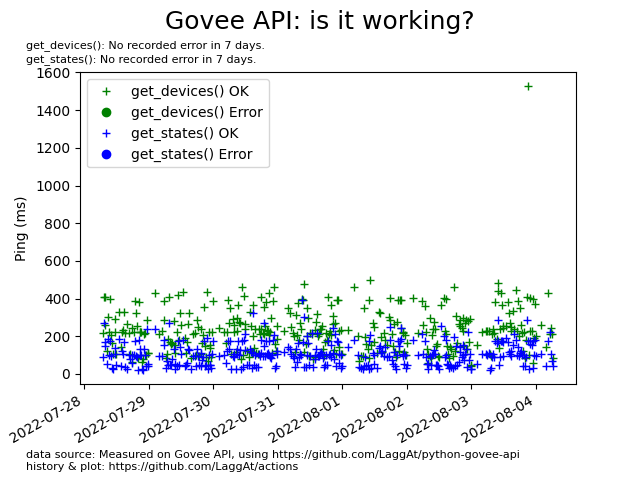 Govee API: is it working?
get_devices(): No recorded error in 7 days.
get_states(): No recorded error in 7 days.
1600
1400
1200
1000
800
600
400
200
0
Ping (ms)
get_devices() OK
get_devices() Error
get_states() OK
get_states() Error
2022-07-28
2022-07-29
2022-07-30
2022-07-31
2022-08-01
2022-08-02
2022-08-03
2022-08-04
data source: Measured on Govee API, using https://github.com/LaggAt/python-govee-api
history & plot: https://github.com/LaggAt/actions